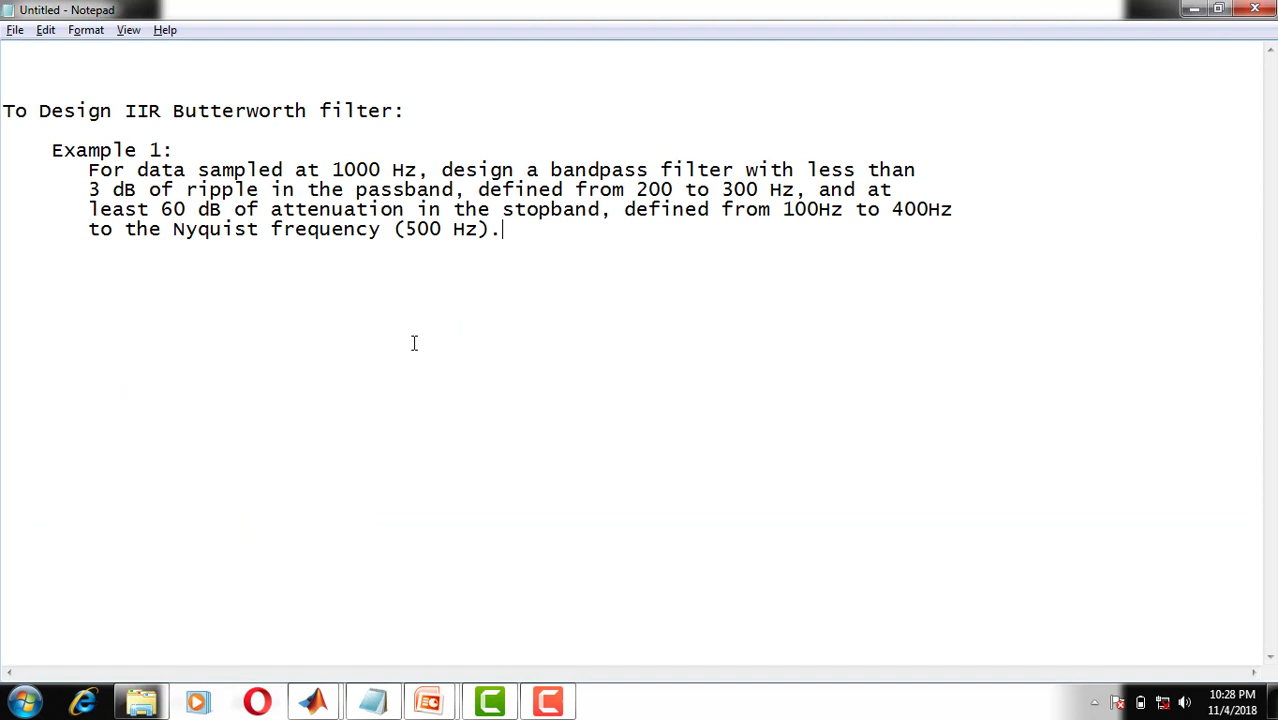 Untitled - Notepad
File Edit Format View Help
To Design IIR Butterworth filter:
Example 1:
For data sampled at 1000 Hz, design a bandpass filter with less than
3 dB of ripple in the passband, defined from 200 to 300 Hz, and at
least 60 dB of attenuation in the stopband, defined from 100Hz to 400Hz
to the Nyquist frequency (500 Hz).
10:28 PM
11/4/2018